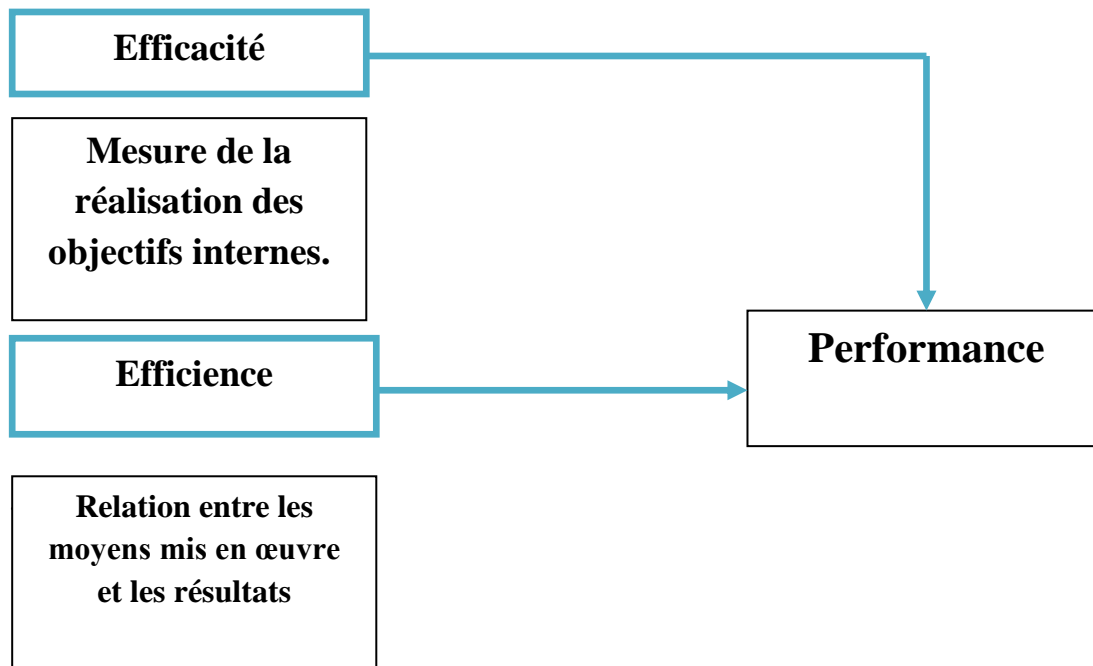 Efficacité
Mesure de la
réalisation des
objectifs internes.
Performance
Efficience
Relation entre les
moyens mis en œuvre
et les résultats